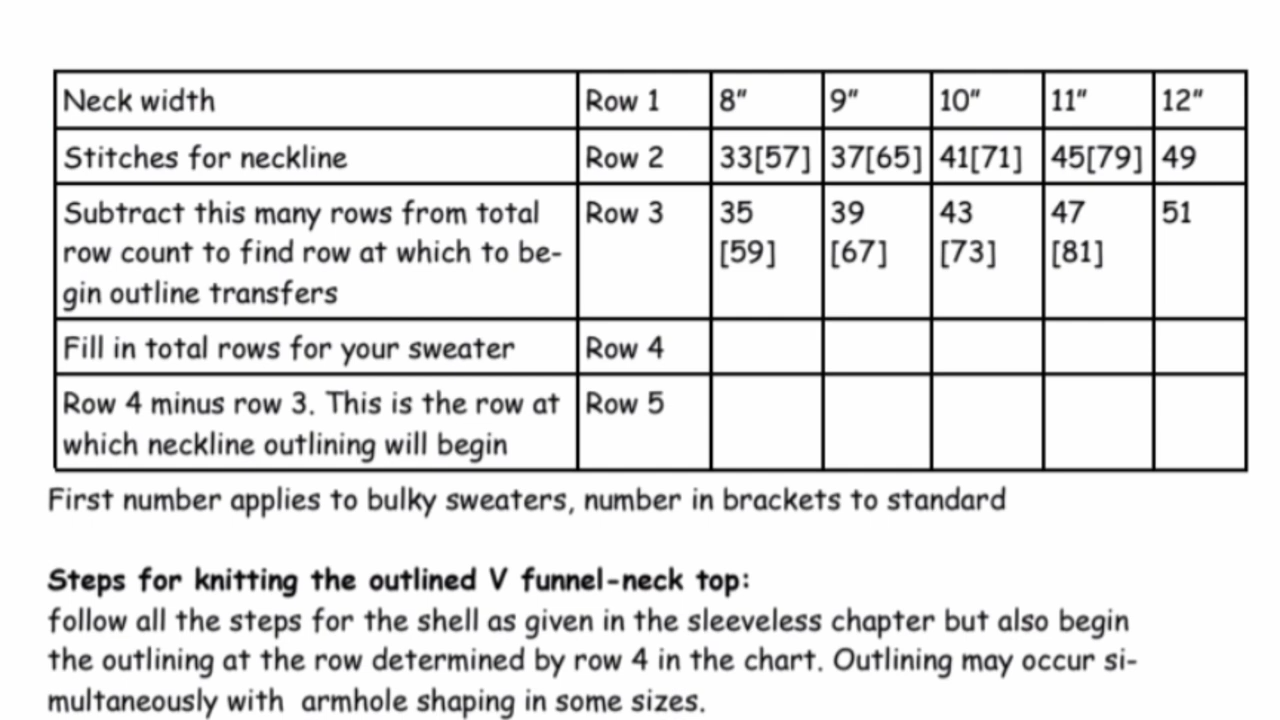 Neck width Row 1 8″ 9″ 10″ 11″ 12″
Stitches for neckline Row 2 33[57] 37[65] 41[71] 45[79] 49
Subtract this many rows from total Row 3 35 39 43 47 51
row count to find row at which to be- [59] [67] [73] [81]
gin outline transfers
Fill in total rows for your sweater Row 4
Row 4 minus row 3. This is the row at Row 5
which neckline outlining will begin
First number applies to bulky sweaters, number in brackets to standard
Steps for knitting the outlined V funnel-neck top:
follow all the steps for the shell as given in the sleeveless chapter but also begin
the outlining at the row determined by row 4 in the chart. Outlining may occur si-
multaneously with armhole shaping in some sizes.